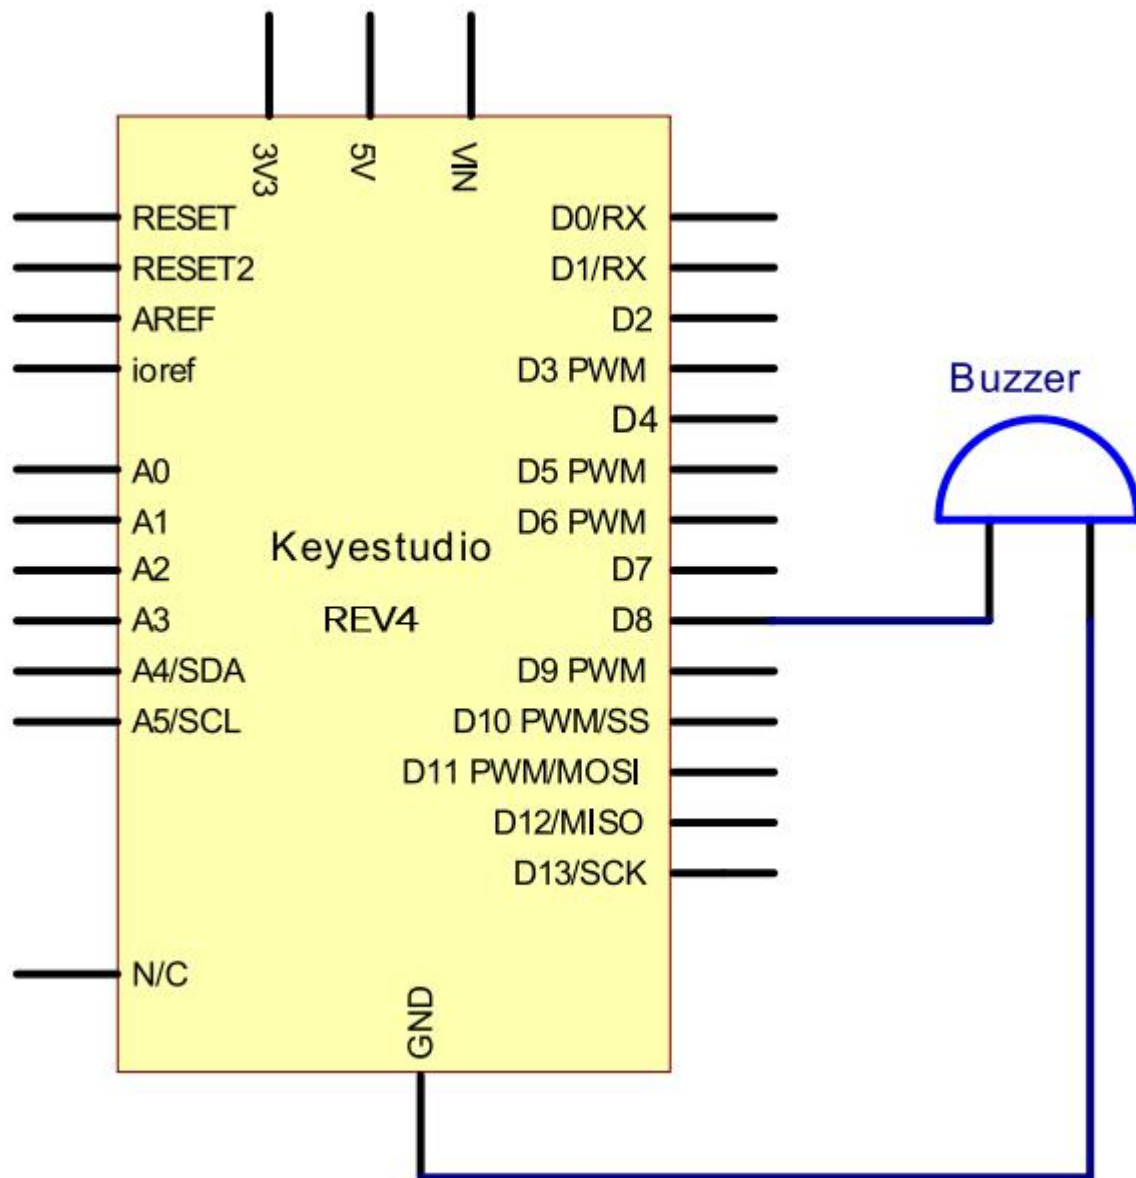 3V3
5V
VIN
RESET
RESET2
AREF
ioref
A0
A1
A2
A3
A4/SDA
A5/SCL
N/C
Keyestudio
REV4
D0/RX
D1/RX
D2
D3 PWM
D4
D5 PWM
D6 PWM
D7
D8
D9 PWM
D10 PWM/SS
D11 PWM/MOSI
D12/MISO
D13/SCK
GND
Buzzer